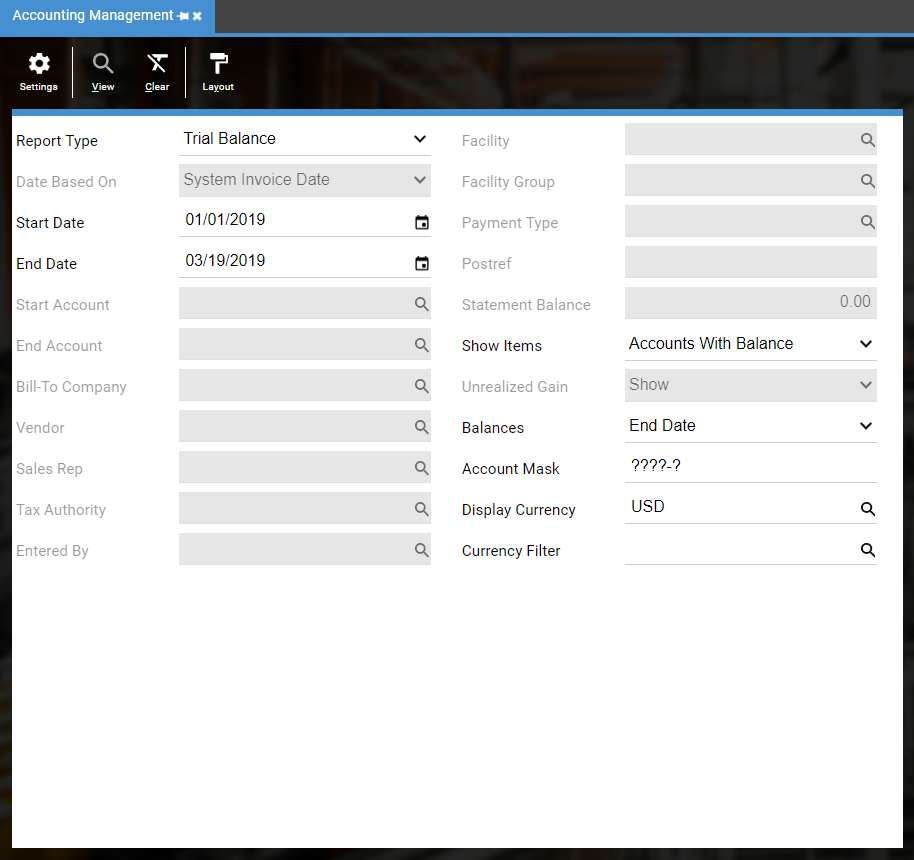 Accounting Management
Settings
View
Clear
Layout
Report Type Trial Balance
Date Based On System Invoice Date
Start Date 01/01/2019
End Date 03/19/2019
Start Account
End Account
Bill-To Company
Vendor
Sales Rep
Tax Authority
Entered By
Facility
Facility Group
Payment Type
Postref
Statement Balance 0.00
Show Items Accounts With Balance
Unrealized Gain Show
Balances End Date
Account Mask ????-?
Display Currency USD
Currency Filter